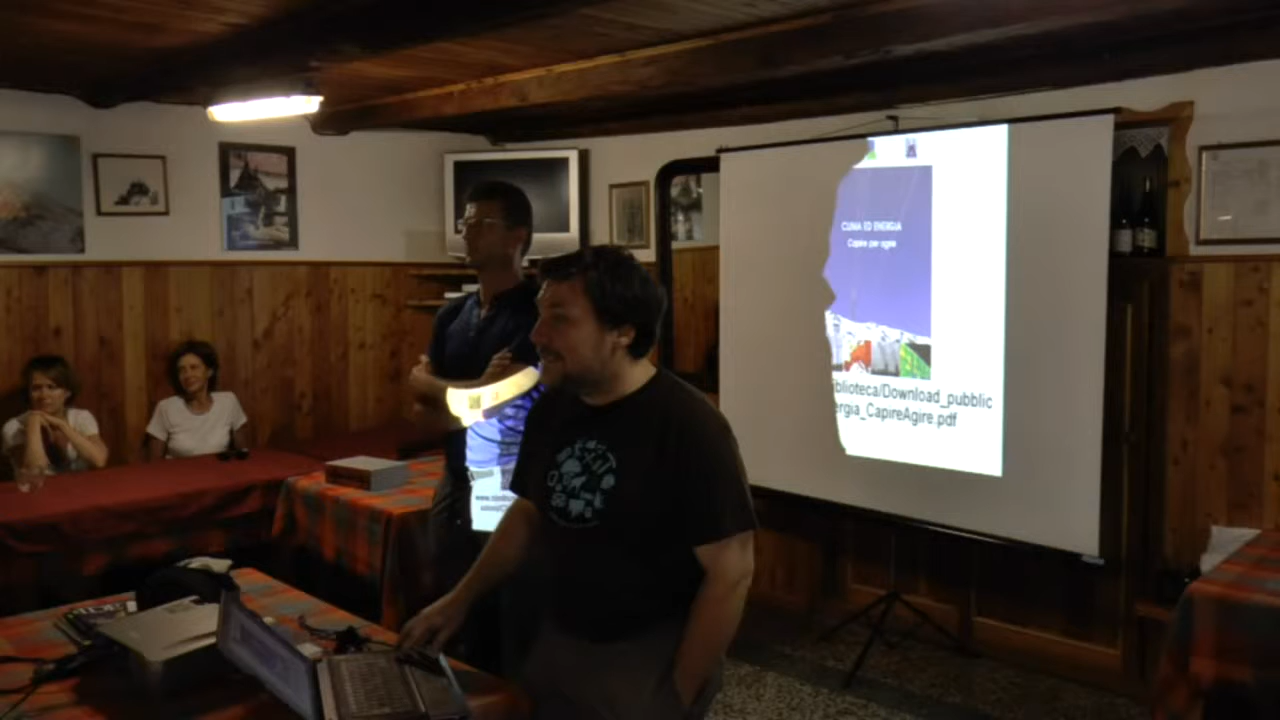 CLIMA ED ENERGIA
Capire per agire
iblioteca/Download_pubblic
ergia_CapireAgire.pdf